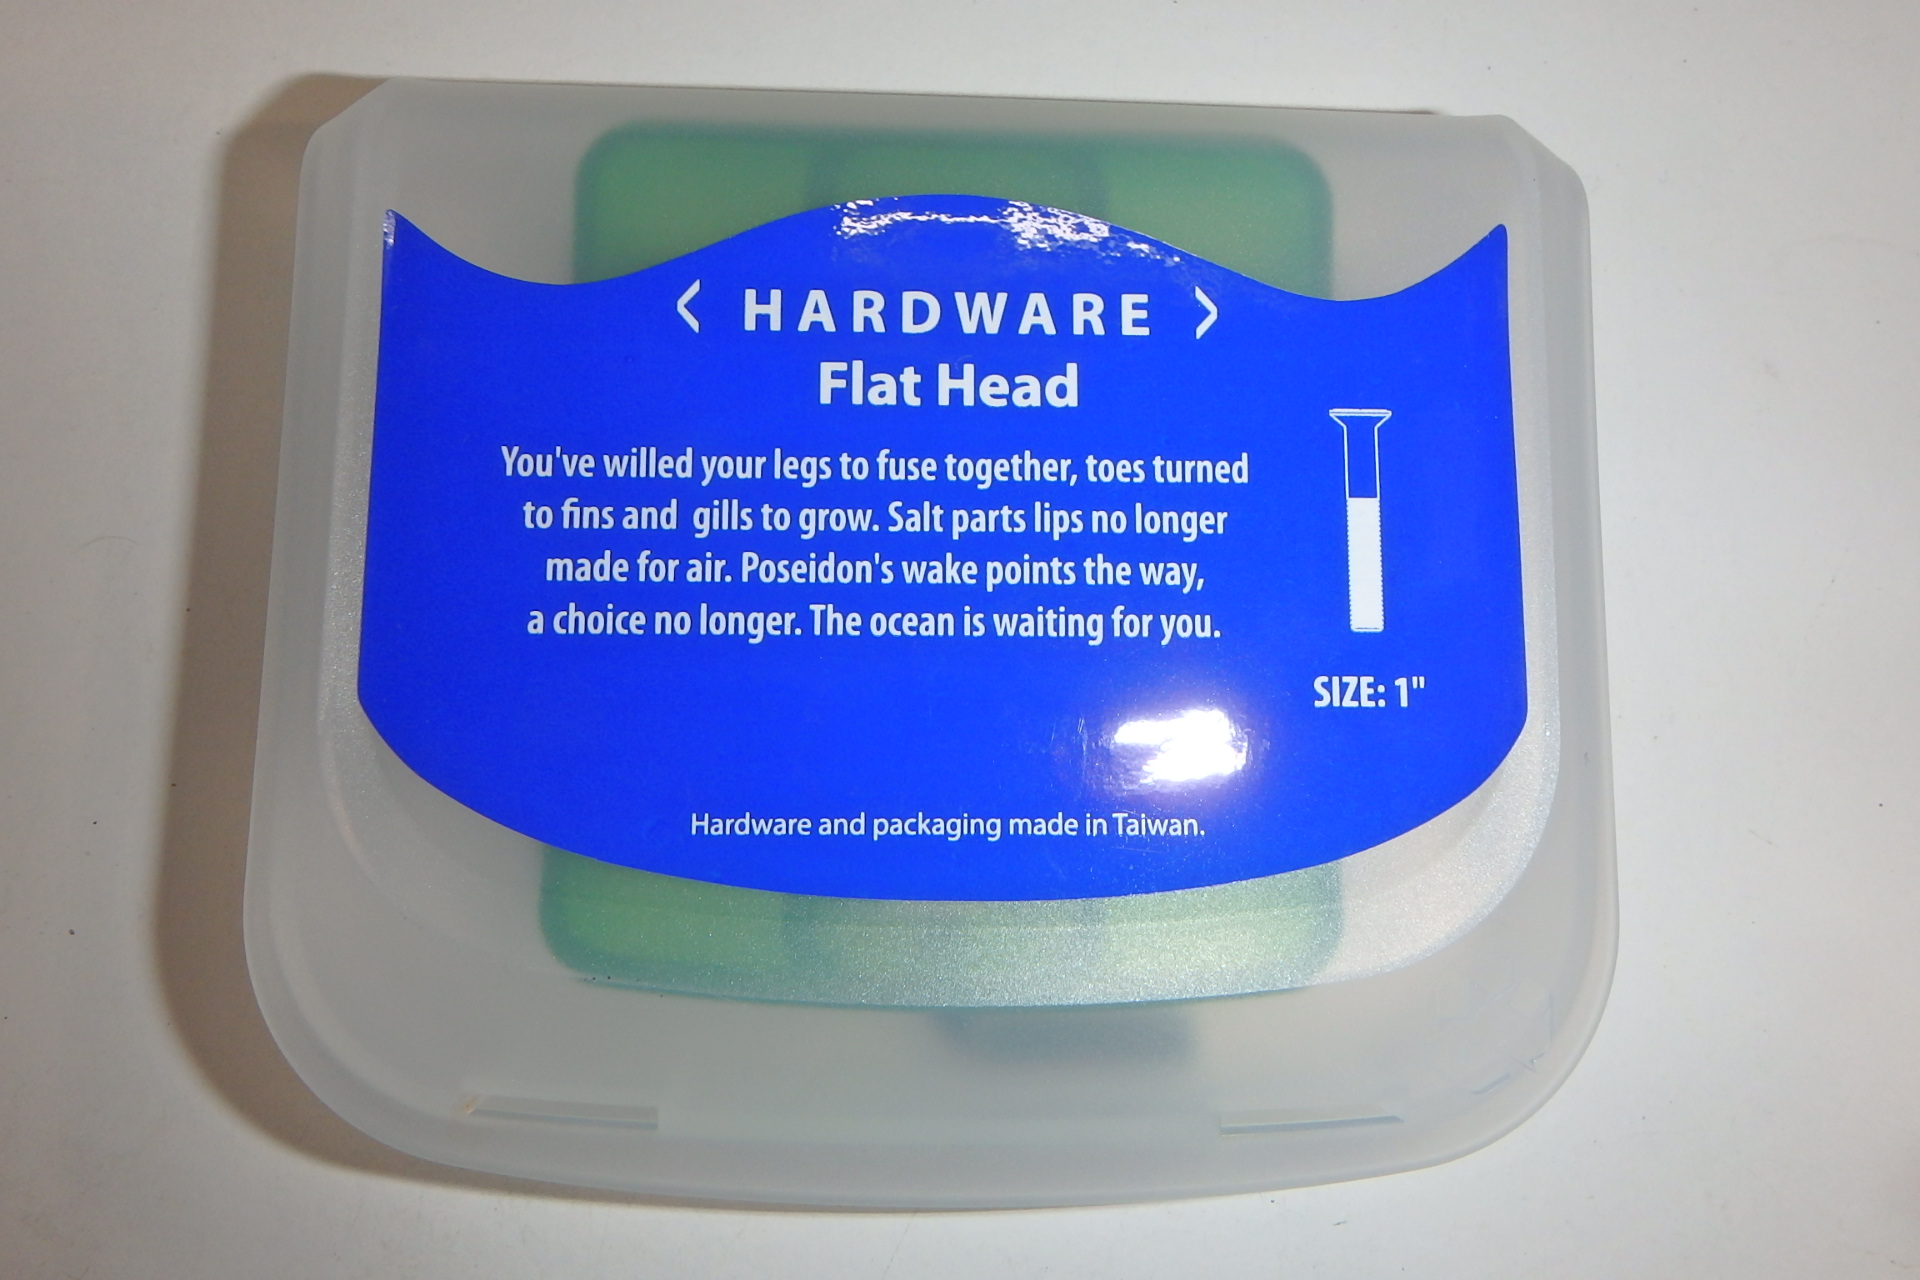 < HARDWARE >
Flat Head
You've willed your legs to fuse together, toes turned
to fins and gills to grow. Salt parts lips no longer
made for air. Poseidon's wake points the way,
a choice no longer. The ocean is waiting for you.
SIZE: 1"
Hardware and packaging made in Taiwan.